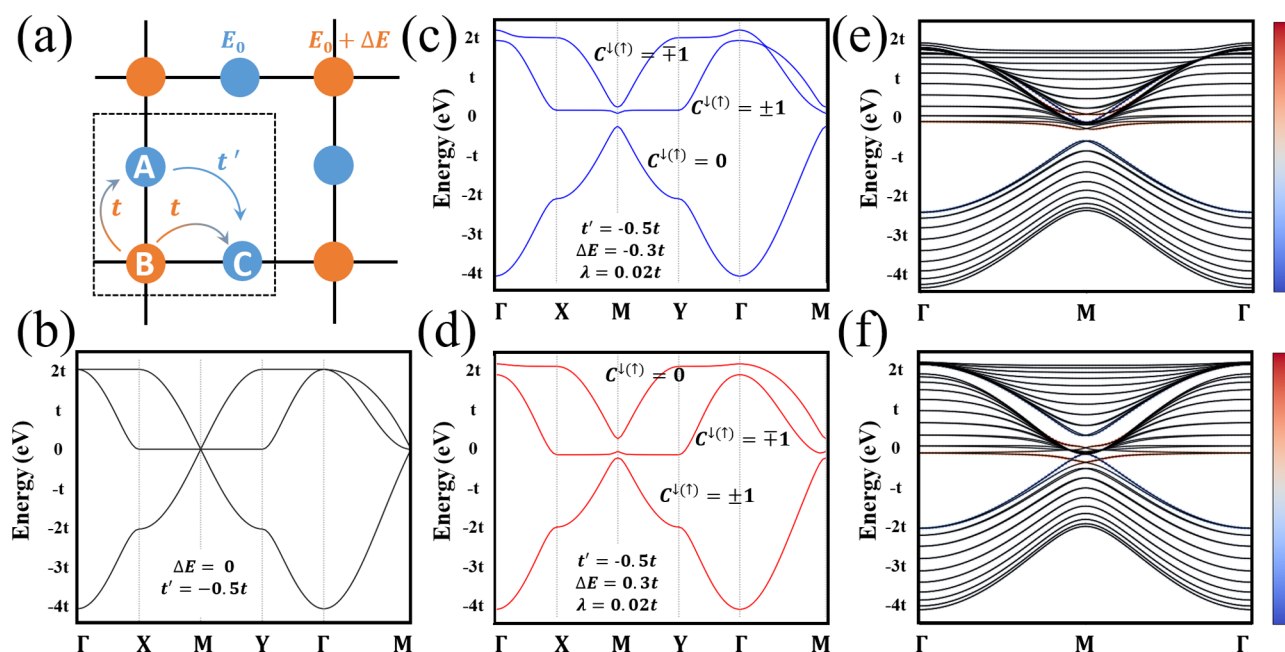 (a)
E₀
E₀ + ΔE
A
t′
t
t
B
C
(b)
Energy (eV)
2t
t
0
-t
-2t
-3t
-4t
ΔE = 0
t′ = −0.5t
Γ
X
M
Y
Γ
M
(c)
Energy (eV)
2t
t
0
-t
-2t
-3t
-4t
C↓(↑) = ∓1
C↓(↑) = ±1
C↓(↑) = 0
t′ = -0.5t
ΔE = -0.3t
λ = 0.02t
Γ
X
M
Y
Γ
M
(d)
Energy (eV)
2t
t
0
-t
-2t
-3t
-4t
C↓(↑) = 0
C↓(↑) = ∓1
C↓(↑) = ±1
t′ = -0.5t
ΔE = 0.3t
λ = 0.02t
Γ
X
M
Y
Γ
M
(e)
Energy (eV)
2t
t
0
-t
-2t
-3t
-4t
Γ
M
Γ
(f)
Energy (eV)
2t
t
0
-t
-2t
-3t
-4t
Γ
M
Γ